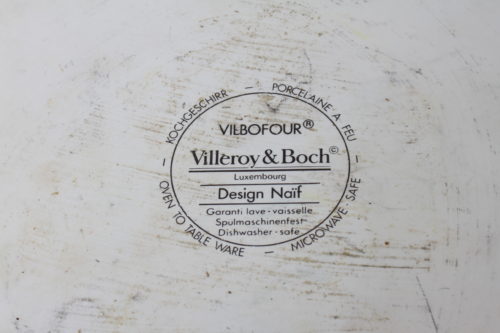 — KOCHGESCHIRR — PORCELAINE A FEU —
VILBOFOUR®
Villeroy & Boch©
Luxembourg
Design Naïf
Garanti lave-vaisselle
Spulmaschinenfest
Dishwasher-safe
OVEN TO TABLE WARE — MICROWAVE-SAFE